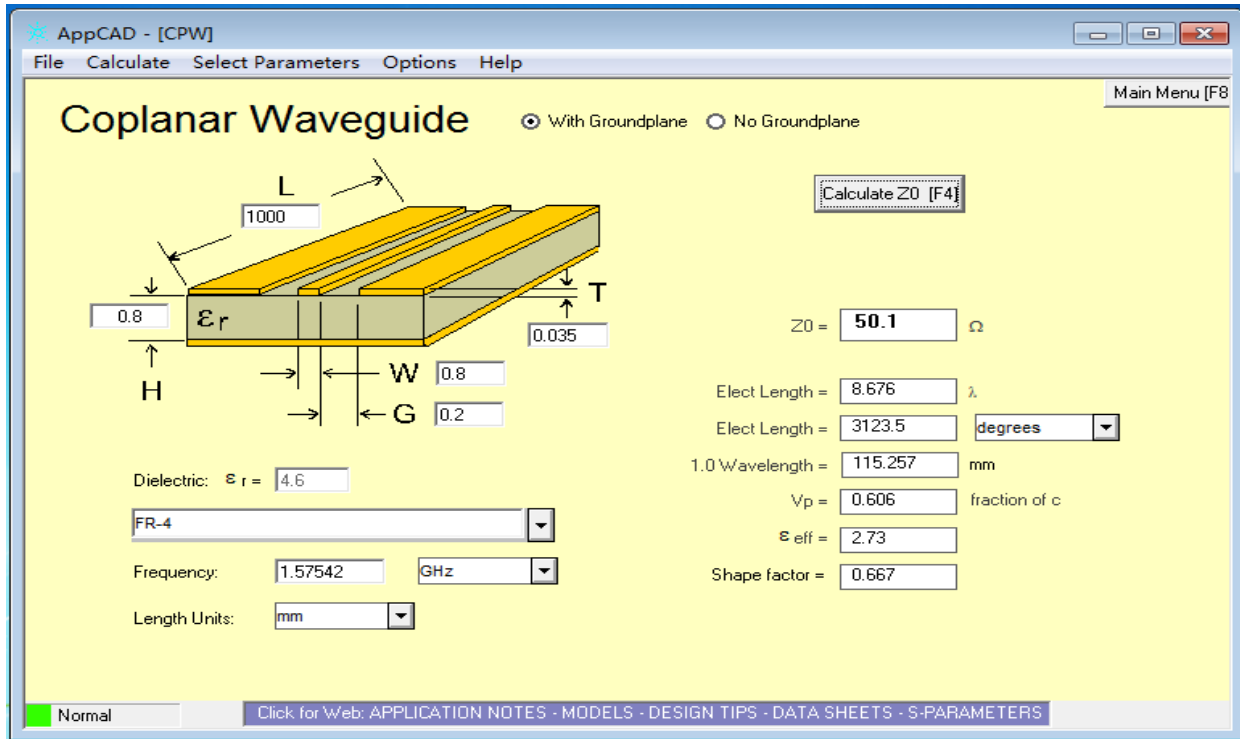 AppCAD - [CPW]
File Calculate Select Parameters Options Help
Main Menu [F8
Coplanar Waveguide
With Groundplane
No Groundplane
Calculate Z0 [F4]
L
1000
T
0.035
0.8
εr
H
W 0.8
G 0.2
Z0 = 50.1 Ω
Elect Length = 8.676 λ
Elect Length = 3123.5 degrees
1.0 Wavelength = 115.257 mm
Vp = 0.606 fraction of c
ε eff = 2.73
Shape factor = 0.667
Dielectric: ε r = 4.6
FR-4
Frequency: 1.57542 GHz
Length Units: mm
Normal
Click for Web: APPLICATION NOTES - MODELS - DESIGN TIPS - DATA SHEETS - S-PARAMETERS